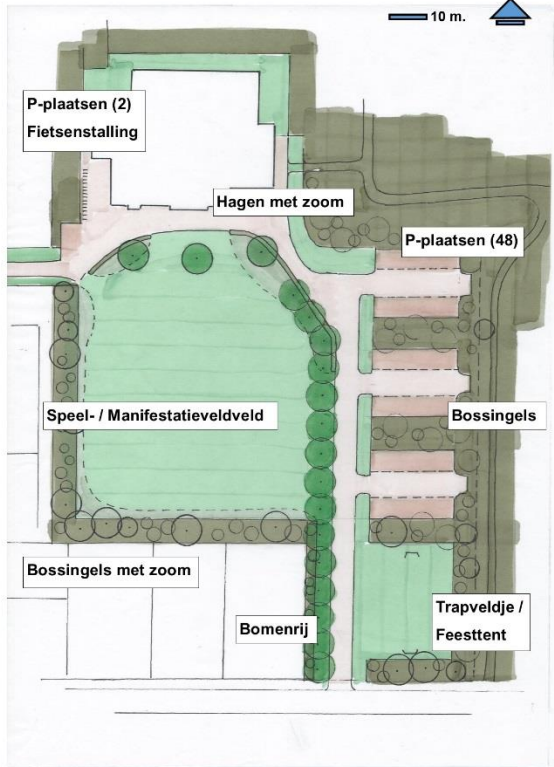 10 m.
P-plaatsen (2)
Fietsenstalling
Hagen met zoom
P-plaatsen (48)
Speel- / Manifestatieveldveld
Bossingels
Bossingels met zoom
Trapveldje /
Feesttent
Bomenrij